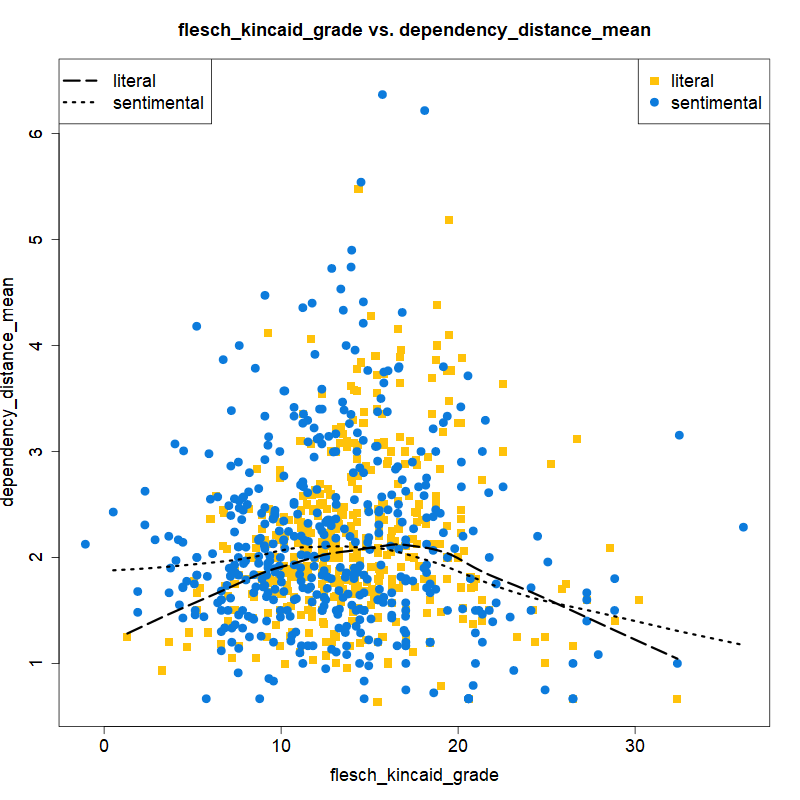 flesch_kincaid_grade vs. dependency_distance_mean
literal
sentimental
literal
sentimental
dependency_distance_mean
6
5
4
3
2
1
0
10
20
30
flesch_kincaid_grade